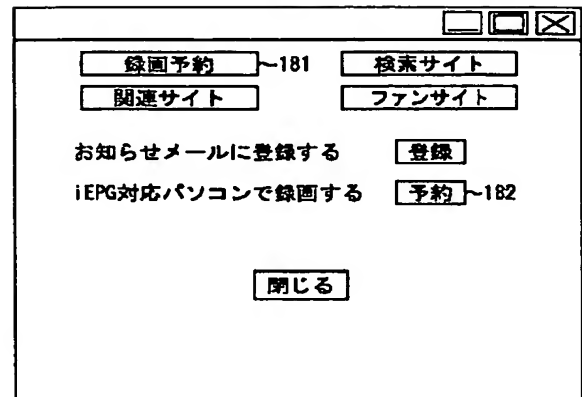 録画予約 ~181 検索サイト
関連サイト ファンサイト
お知らせメールに登録する 登録
iEPG対応パソコンで録画する 予約 ~182
閉じる